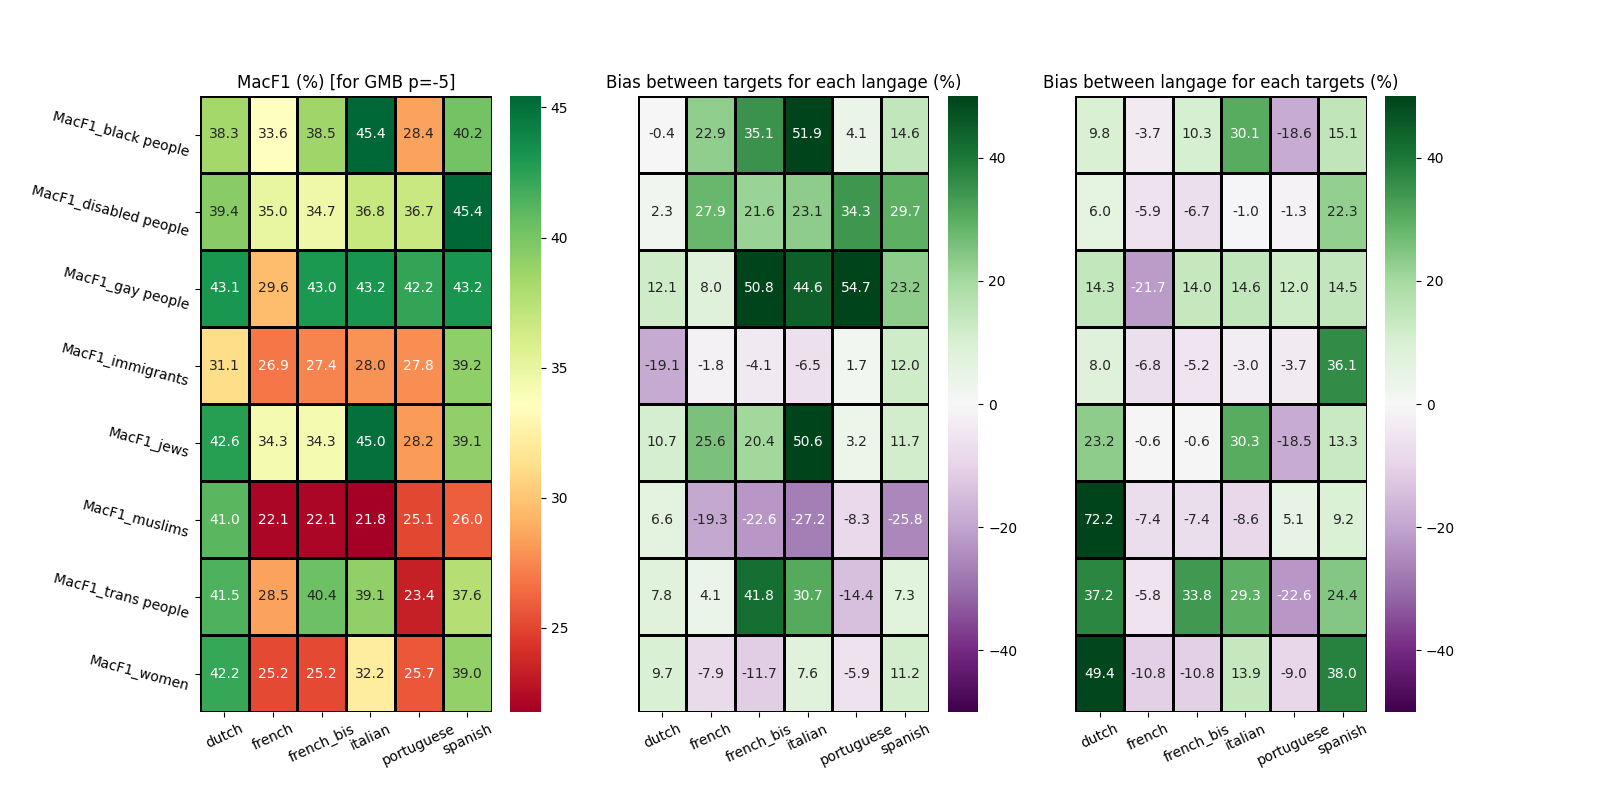 MacF1 (%) [for GMB p=-5]
MacF1_black people 38.3 33.6 38.5 45.4 28.4 40.2
MacF1_disabled people 39.4 35.0 34.7 36.8 36.7 45.4
MacF1_gay people 43.1 29.6 43.0 43.2 42.2 43.2
MacF1_immigrants 31.1 26.9 27.4 28.0 27.8 39.2
MacF1_jews 42.6 34.3 34.3 45.0 28.2 39.1
MacF1_muslims 41.0 22.1 22.1 21.8 25.1 26.0
MacF1_trans people 41.5 28.5 40.4 39.1 23.4 37.6
MacF1_women 42.2 25.2 25.2 32.2 25.7 39.0
dutch french french_bis italian portuguese spanish
45
40
35
30
25
Bias between targets for each langage (%)
-0.4 22.9 35.1 51.9 4.1 14.6
2.3 27.9 21.6 23.1 34.3 29.7
12.1 8.0 50.8 44.6 54.7 23.2
-19.1 -1.8 -4.1 -6.5 1.7 12.0
10.7 25.6 20.4 50.6 3.2 11.7
6.6 -19.3 -22.6 -27.2 -8.3 -25.8
7.8 4.1 41.8 30.7 -14.4 7.3
9.7 -7.9 -11.7 7.6 -5.9 11.2
dutch french french_bis italian portuguese spanish
40
20
0
−20
−40
Bias between langage for each targets (%)
9.8 -3.7 10.3 30.1 -18.6 15.1
6.0 -5.9 -6.7 -1.0 -1.3 22.3
14.3 -21.7 14.0 14.6 12.0 14.5
8.0 -6.8 -5.2 -3.0 -3.7 36.1
23.2 -0.6 -0.6 30.3 -18.5 13.3
72.2 -7.4 -7.4 -8.6 5.1 9.2
37.2 -5.8 33.8 29.3 -22.6 24.4
49.4 -10.8 -10.8 13.9 -9.0 38.0
dutch french french_bis italian portuguese spanish
40
20
0
−20
−40